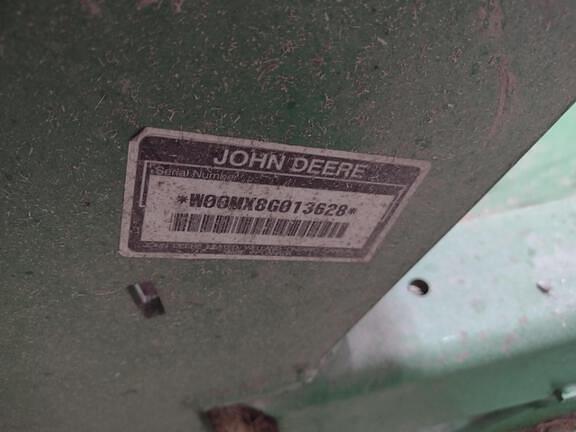 JOHN DEERE
Serial Number
*W00MX8G013628*